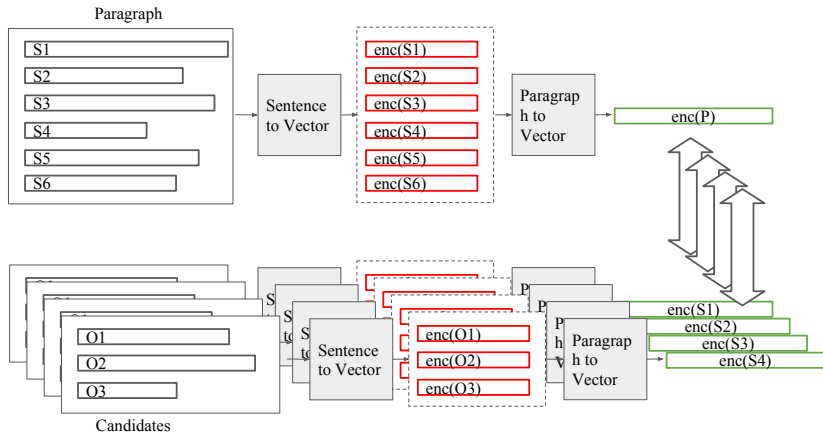 Paragraph
S1
S2
S3
S4
S5
S6
Sentence
to Vector
enc(S1)
enc(S2)
enc(S3)
enc(S4)
enc(S5)
enc(S6)
Paragrap
h to
Vector
enc(P)
O1
O2
O3
Candidates
Sentence
to Vector
enc(O1)
enc(O2)
enc(O3)
Paragrap
h to
Vector
enc(S1)
enc(S2)
enc(S3)
enc(S4)